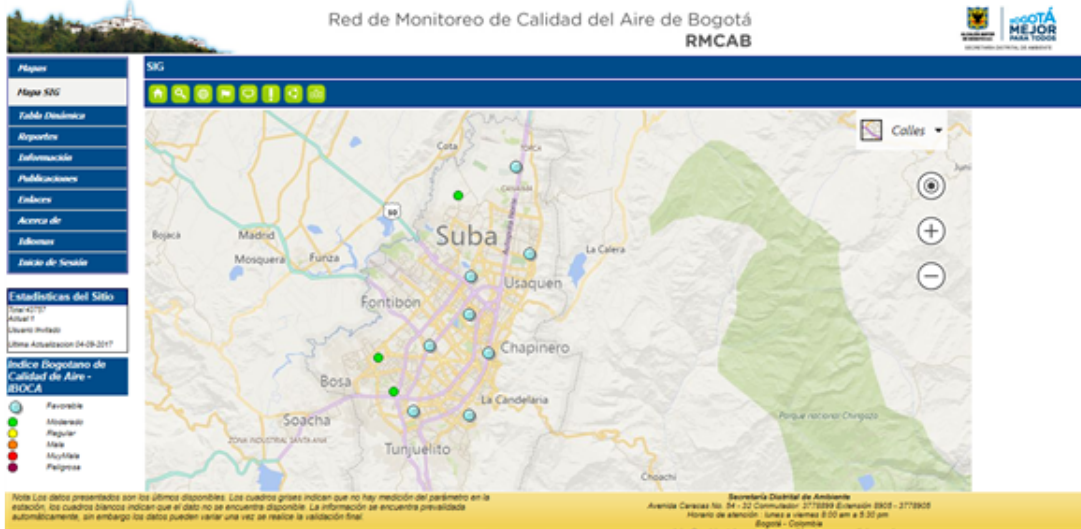 Red de Monitoreo de Calidad del Aire de Bogotá
RMCAB
BOGOTÁ
MEJOR
PARA TODOS
SECRETARÍA DISTRITAL DE AMBIENTE
Mapas
Mapa SIG
Tabla Dinámica
Reportes
Información
Publicaciones
Enlaces
Acerca de
Idiomas
Inicio de Sesión
SIG
Calles
Cota
TORCA
Suba
50
Bojaca
Madrid
Mosquera
Funza
La Calera
Usaquen
Fontibon
Chapinero
Bosa
La Candelaria
Soacha
ZONA INDUSTRIAL SANTA ANA
Tunjuelito
Parque nacional Chingaza
Choachi
Juni
Estadísticas del Sitio
Actual 1
Usuario Invitado
Ultima Actualizacion 04-09-2017
Indice Bogotano de
Calidad de Aire -
IBOCA
Favorable
Moderado
Regular
Mala
MuyMala
Peligrosa
Nota Los datos presentados son los últimos disponibles. Los cuadros grises indican que no hay medición del parámetro en la
estación, los cuadros blancos indican que el dato no se encuentra disponible. La información se encuentra prevalidada
automáticamente, sin embargo los datos pueden variar una vez se realice la validación final.
Secretaría Distrital de Ambiente
Avenida Caracas No. 54 - 32 Conmutador: 3778899 Extensión 8905 - 3778905
Horario de atención : lunes a viernes 8:00 am a 5:30 pm
Bogotá - Colombia